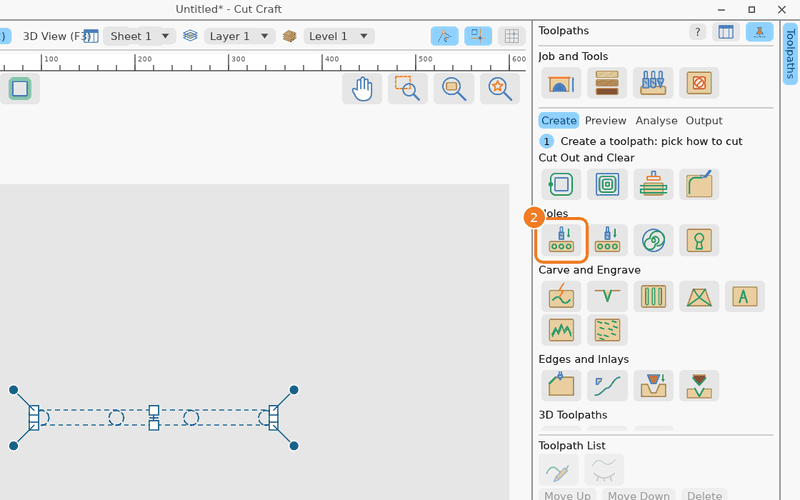 Untitled* - Cut Craft
3D View (F3)
Sheet 1
Layer 1
Level 1
100
200
300
400
500
600
Toolpaths
?
Toolpaths
Job and Tools
Create
Preview
Analyse
Output
1 Create a toolpath: pick how to cut
Cut Out and Clear
2
Holes
Carve and Engrave
A
Edges and Inlays
3D Toolpaths
Toolpath List
Move Up
Move Down
Delete